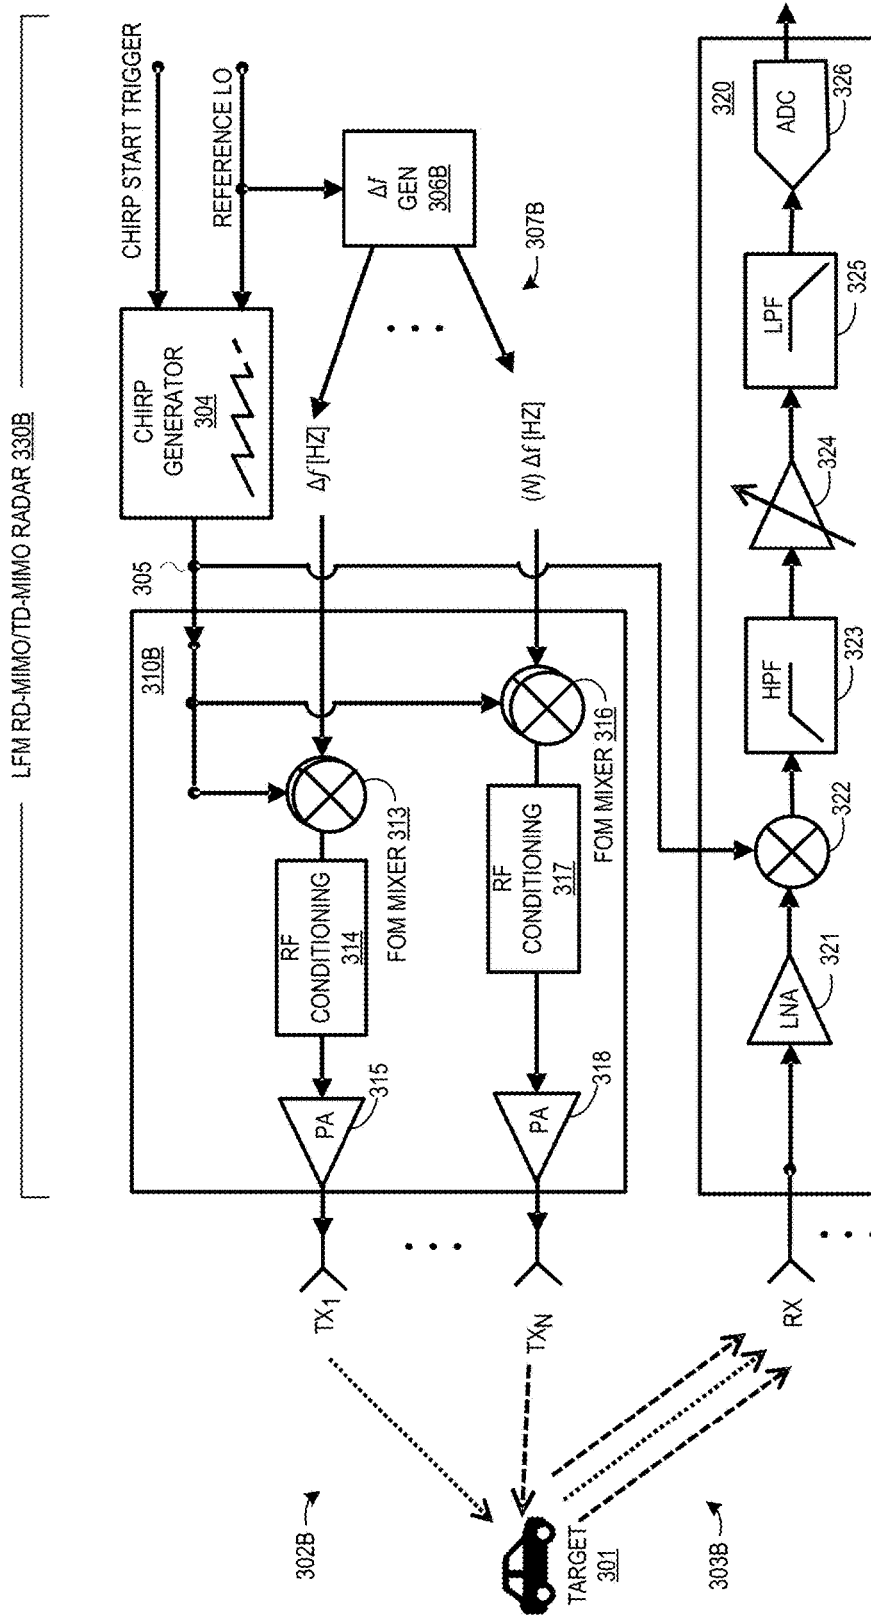 LFM RD-MIMO/TD-MIMO RADAR 330B
CHIRP START TRIGGER
REFERENCE LO
CHIRP
GENERATOR
304
305
Δf
GEN
306B
307B
Δf [HZ]
(N) Δf [HZ]
310B
FOM MIXER 313
RF
CONDITIONING
314
PA
315
FOM MIXER 316
RF
CONDITIONING
317
PA
318
TX1
TXN
302B
TARGET
301
303B
RX
320
LNA
321
322
HPF
323
324
LPF
325
ADC
326